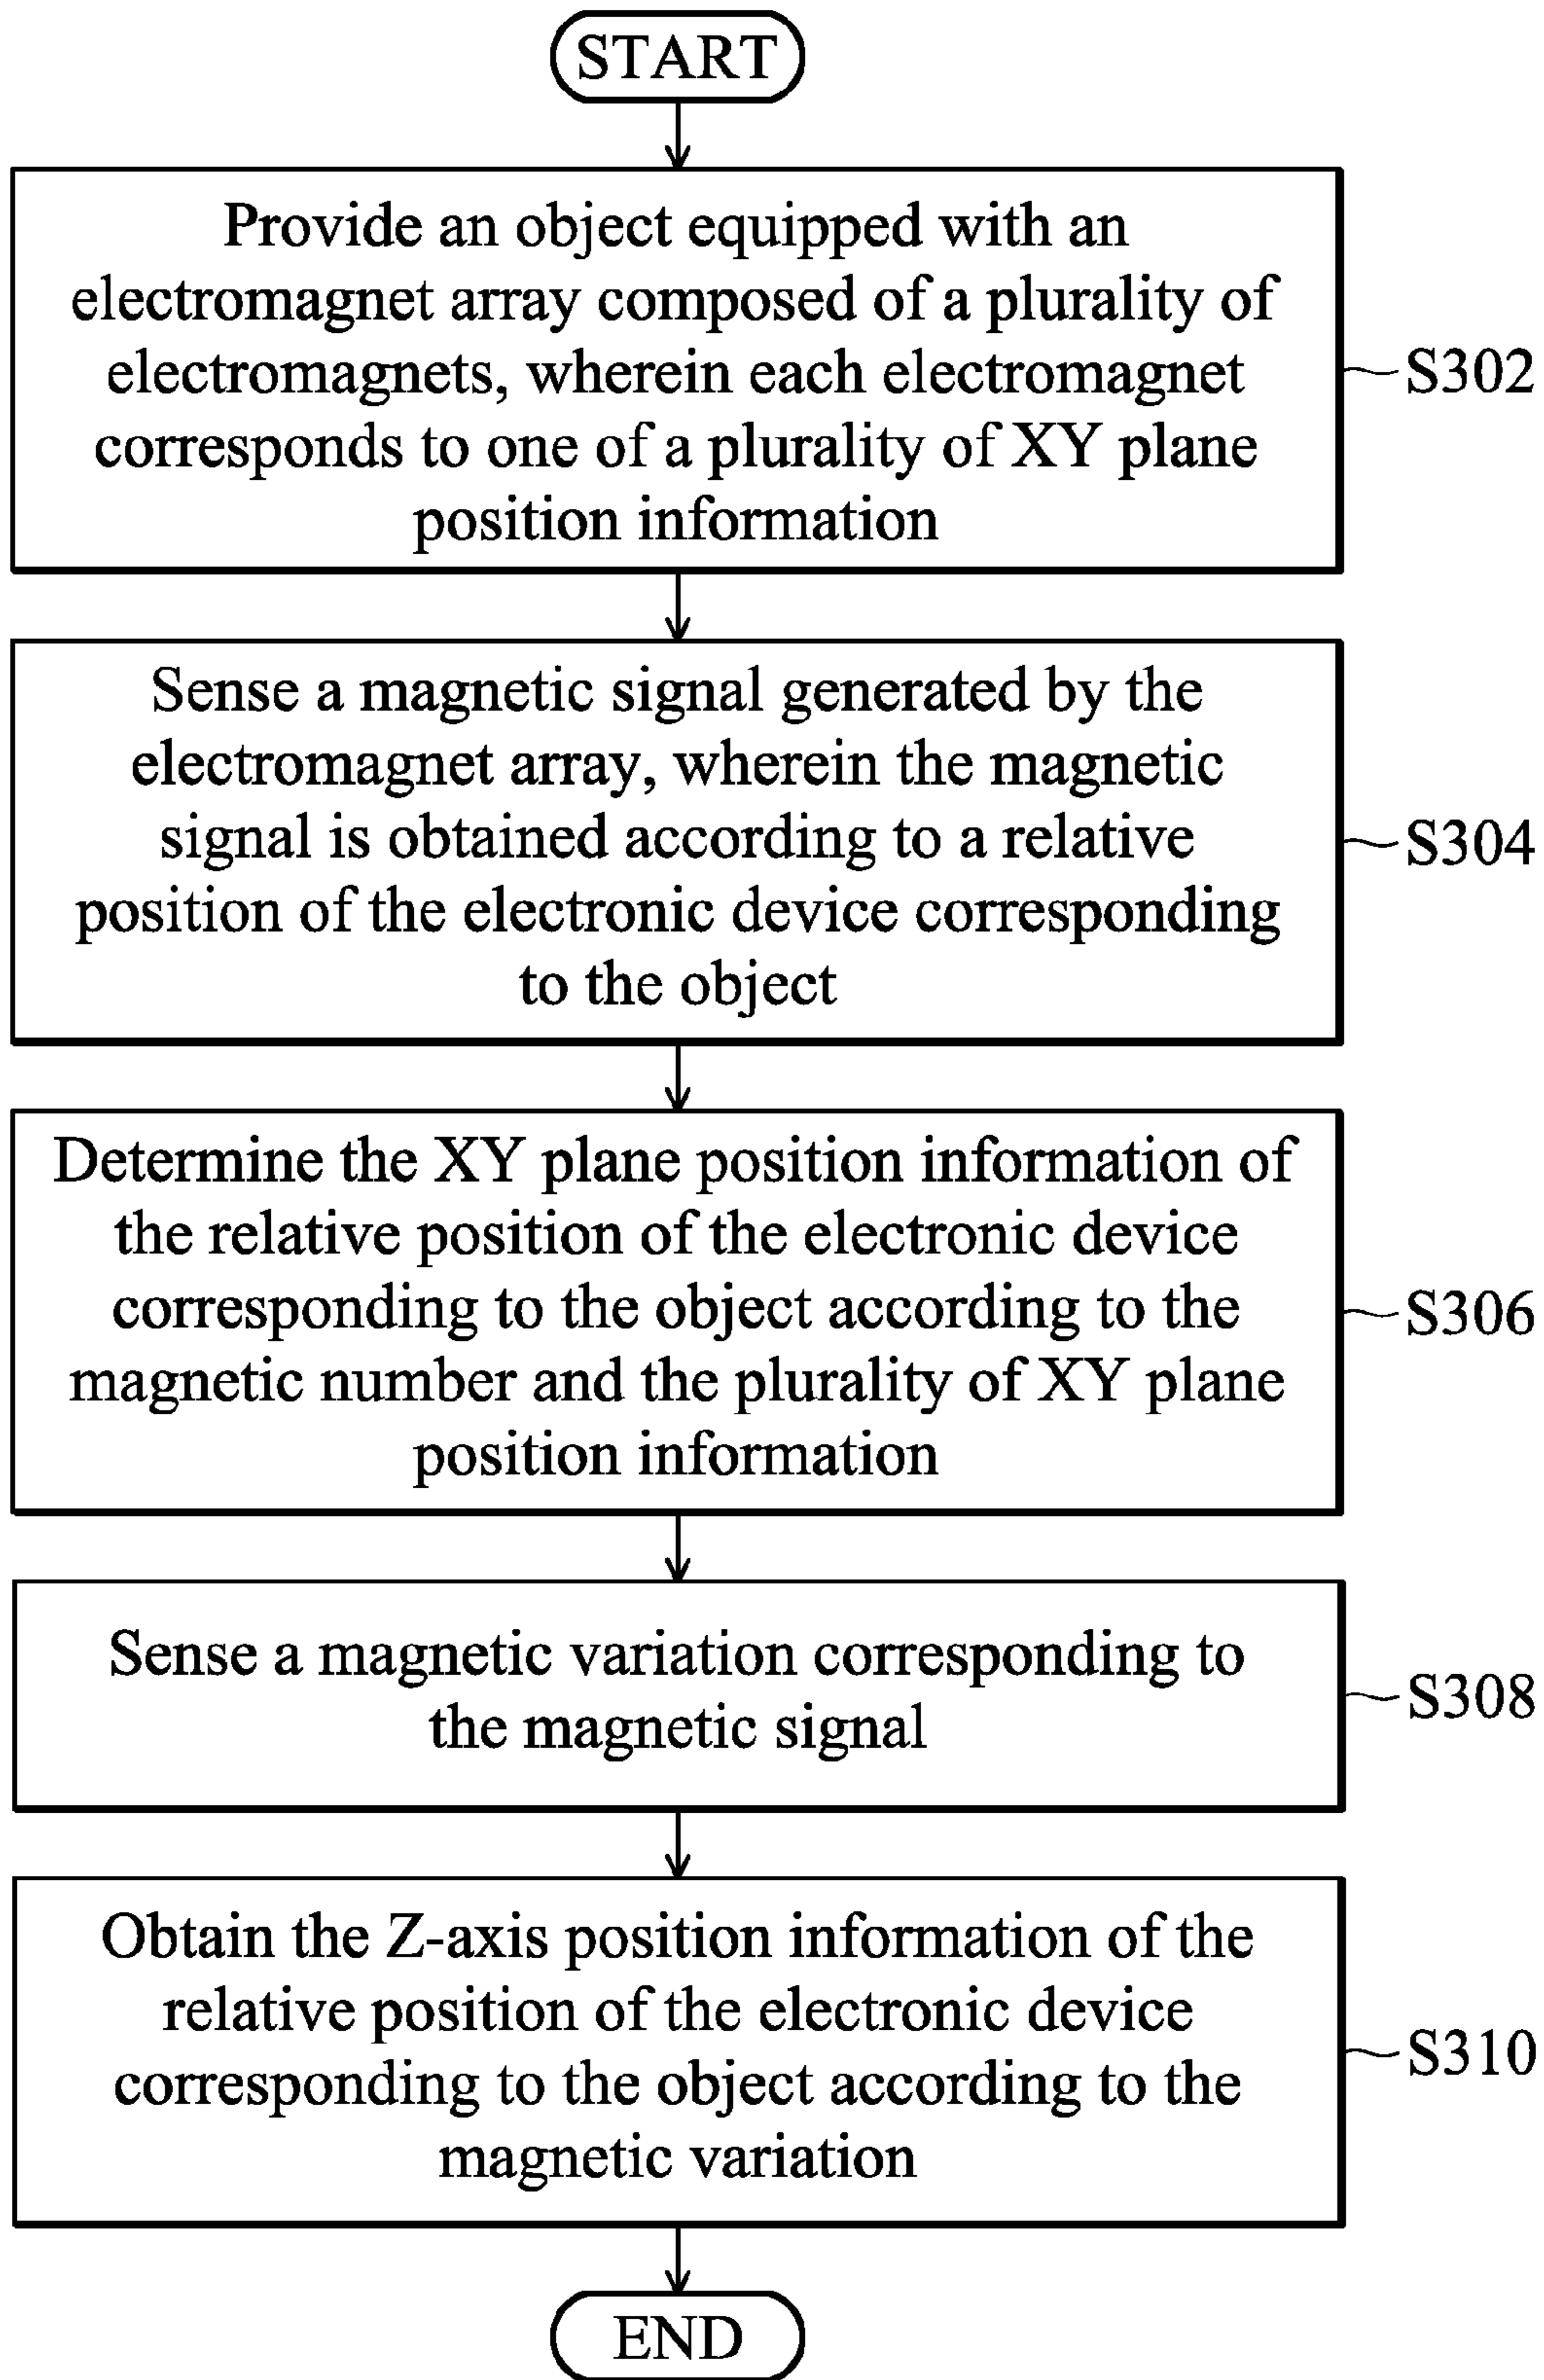 START
Provide an object equipped with an
electromagnet array composed of a plurality of
electromagnets, wherein each electromagnet
corresponds to one of a plurality of XY plane
position information
S302
Sense a magnetic signal generated by the
electromagnet array, wherein the magnetic
signal is obtained according to a relative
position of the electronic device corresponding
to the object
S304
Determine the XY plane position information of
the relative position of the electronic device
corresponding to the object according to the
magnetic number and the plurality of XY plane
position information
S306
Sense a magnetic variation corresponding to
the magnetic signal
S308
Obtain the Z-axis position information of the
relative position of the electronic device
corresponding to the object according to the
magnetic variation
S310
END